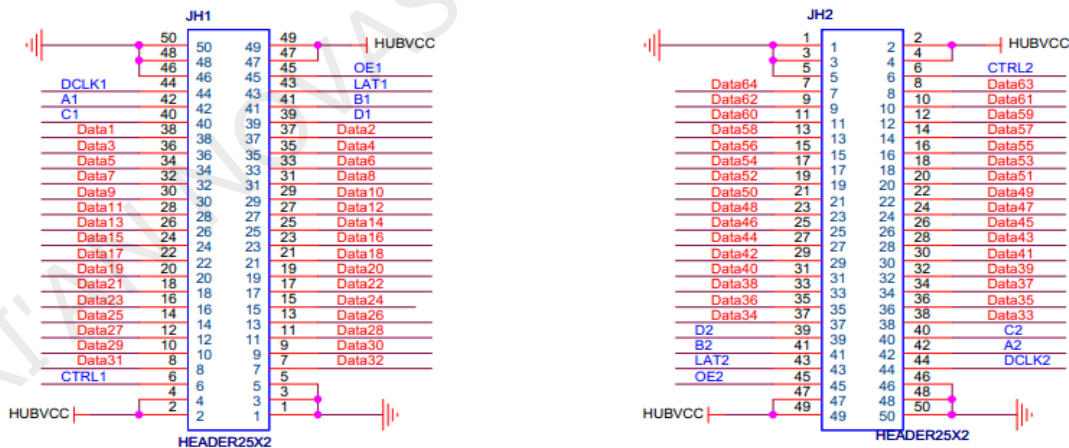 JH1
50 50 49 49 HUBVCC
48 48 47 47
46 46 45 45 OE1
DCLK1 44 44 43 43 LAT1
A1 42 42 41 41 B1
C1 40 40 39 39 D1
Data1 38 38 37 37 Data2
Data3 36 36 35 35 Data4
Data5 34 34 33 33 Data6
Data7 32 32 31 31 Data8
Data9 30 30 29 29 Data10
Data11 28 28 27 27 Data12
Data13 26 26 25 25 Data14
Data15 24 24 23 23 Data16
Data17 22 22 21 21 Data18
Data19 20 20 19 19 Data20
Data21 18 18 17 17 Data22
Data23 16 16 15 15 Data24
Data25 14 14 13 13 Data26
Data27 12 12 11 11 Data28
Data29 10 10 9 9 Data30
Data31 8 8 7 7 Data32
CTRL1 6 6 5 5
4 4 3 3
HUBVCC 2 2 1 1
HEADER25X2
JH2
1 1 2 2 HUBVCC
3 3 4 4
5 5 6 6 CTRL2
Data64 7 7 8 8 Data63
Data62 9 9 10 10 Data61
Data60 11 11 12 12 Data59
Data58 13 13 14 14 Data57
Data56 15 15 16 16 Data55
Data54 17 17 18 18 Data53
Data52 19 19 20 20 Data51
Data50 21 21 22 22 Data49
Data48 23 23 24 24 Data47
Data46 25 25 26 26 Data45
Data44 27 27 28 28 Data43
Data42 29 29 30 30 Data41
Data40 31 31 32 32 Data39
Data38 33 33 34 34 Data37
Data36 35 35 36 36 Data35
Data34 37 37 38 38 Data33
D2 39 39 40 40 C2
B2 41 41 42 42 A2
LAT2 43 43 44 44 DCLK2
OE2 45 45 46 46
47 47 48 48
HUBVCC 49 49 50 50
HEADER25X2
I'AN NOVAS